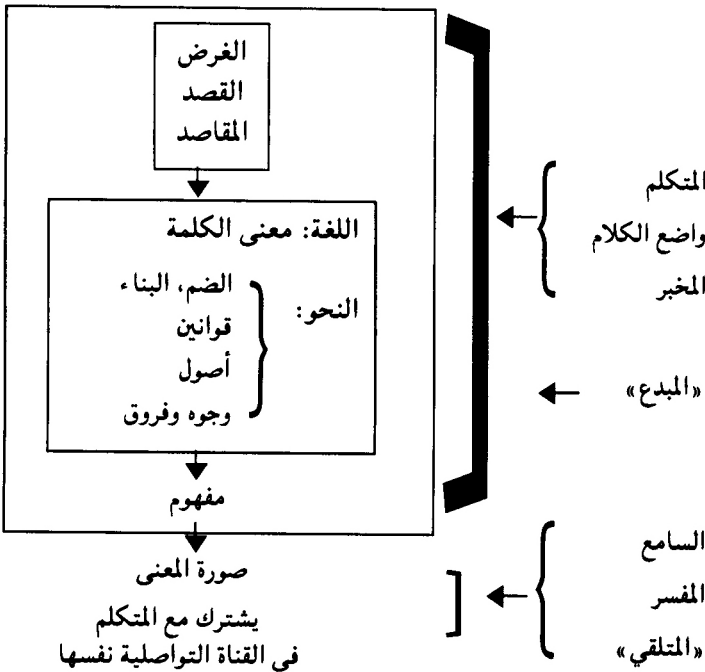 الغرض
القصد
المقاصد
المتكلم
واضع الكلام
المخبر
اللغة: معنى الكلمة
النحو:
الضم، البناء
قوانين
أصول
وجوه وفروق
«المبدع»
مفهوم
السامع
المفسر
«المتلقي»
صورة المعنى
يشترك مع المتكلم
في القناة التواصلية نفسها